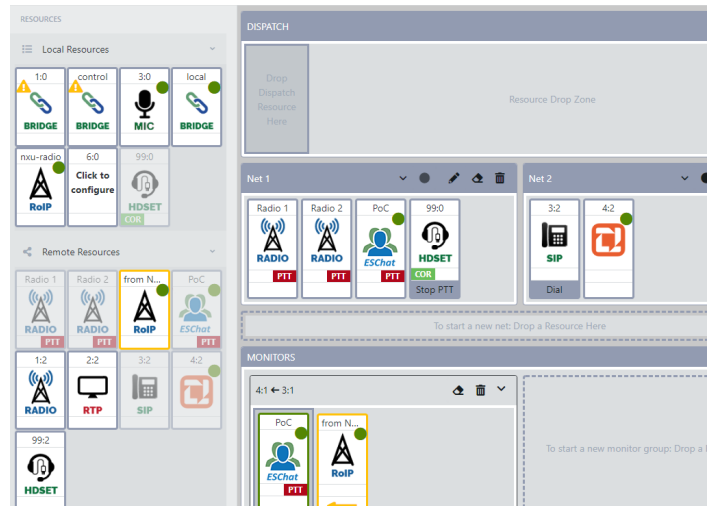 RESOURCES
Local Resources
1:0 control 3:0 local
BRIDGE BRIDGE MIC BRIDGE
nxu-radio 6:0 99:0
Click to
configure
RoIP HDSET
COR
Remote Resources
Radio 1 Radio 2 from N... PoC
RADIO RADIO RoIP ESChat
PTT PTT PTT
1:2 2:2 3:2 4:2
RADIO RTP SIP
99:2
HDSET
DISPATCH
Drop
Dispatch
Resource
Here
Resource Drop Zone
Net 1
Radio 1 Radio 2 PoC 99:0
RADIO RADIO ESChat HDSET
PTT PTT PTT COR
Stop PTT
Net 2
3:2 4:2
SIP
Dial
To start a new net: Drop a Resource Here
MONITORS
4:1 ← 3:1
PoC from N...
ESChat RoIP
PTT
To start a new monitor group: Drop a